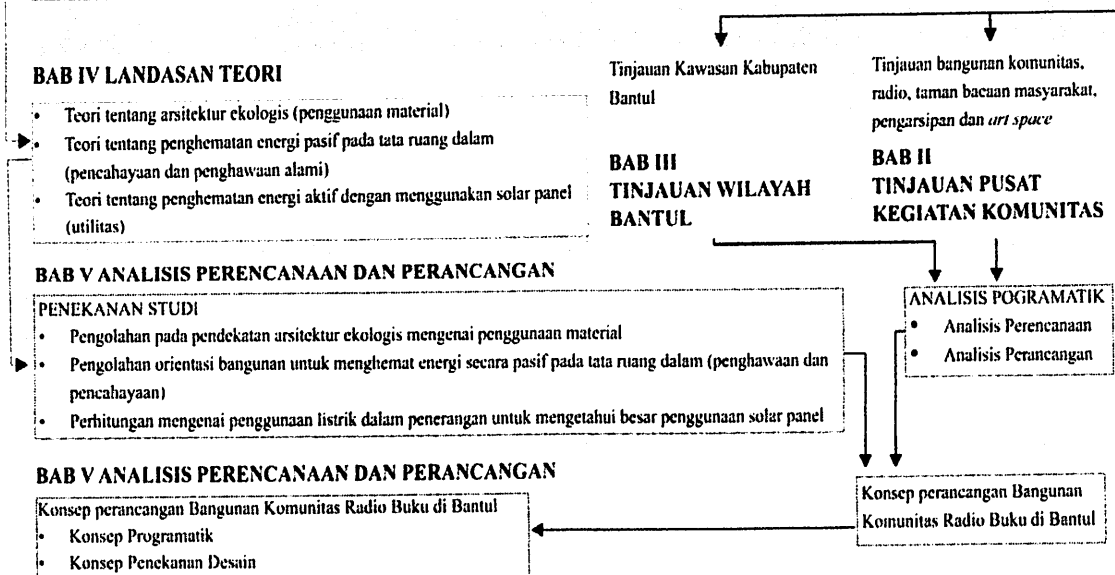 BAB IV LANDASAN TEORI
• Teori tentang arsitektur ekologis (penggunaan material)
• Teori tentang penghematan energi pasif pada tata ruang dalam
(pencahayaan dan penghawaan alami)
• Teori tentang penghematan energi aktif dengan menggunakan solar panel
(utilitas)
Tinjauan Kawasan Kabupaten
Bantul
BAB III
TINJAUAN WILAYAH
BANTUL
Tinjauan bangunan komunitas,
radio, taman bacaan masyarakat,
pengarsipan dan art space
BAB II
TINJAUAN PUSAT
KEGIATAN KOMUNITAS
BAB V ANALISIS PERENCANAAN DAN PERANCANGAN
PENEKANAN STUDI
• Pengolahan pada pendekatan arsitektur ekologis mengenai penggunaan material
• Pengolahan orientasi bangunan untuk menghemat energi secara pasif pada tata ruang dalam (penghawaan dan
pencahayaan)
• Perhitungan mengenai penggunaan listrik dalam penerangan untuk mengetahui besar penggunaan solar panel
ANALISIS POGRAMATIK
• Analisis Perencanaan
• Analisis Perancangan
BAB V ANALISIS PERENCANAAN DAN PERANCANGAN
Konsep perancangan Bangunan Komunitas Radio Buku di Bantul
• Konsep Programatik
• Konsep Penekanan Desain
Konsep perancangan Bangunan
Komunitas Radio Buku di Bantul